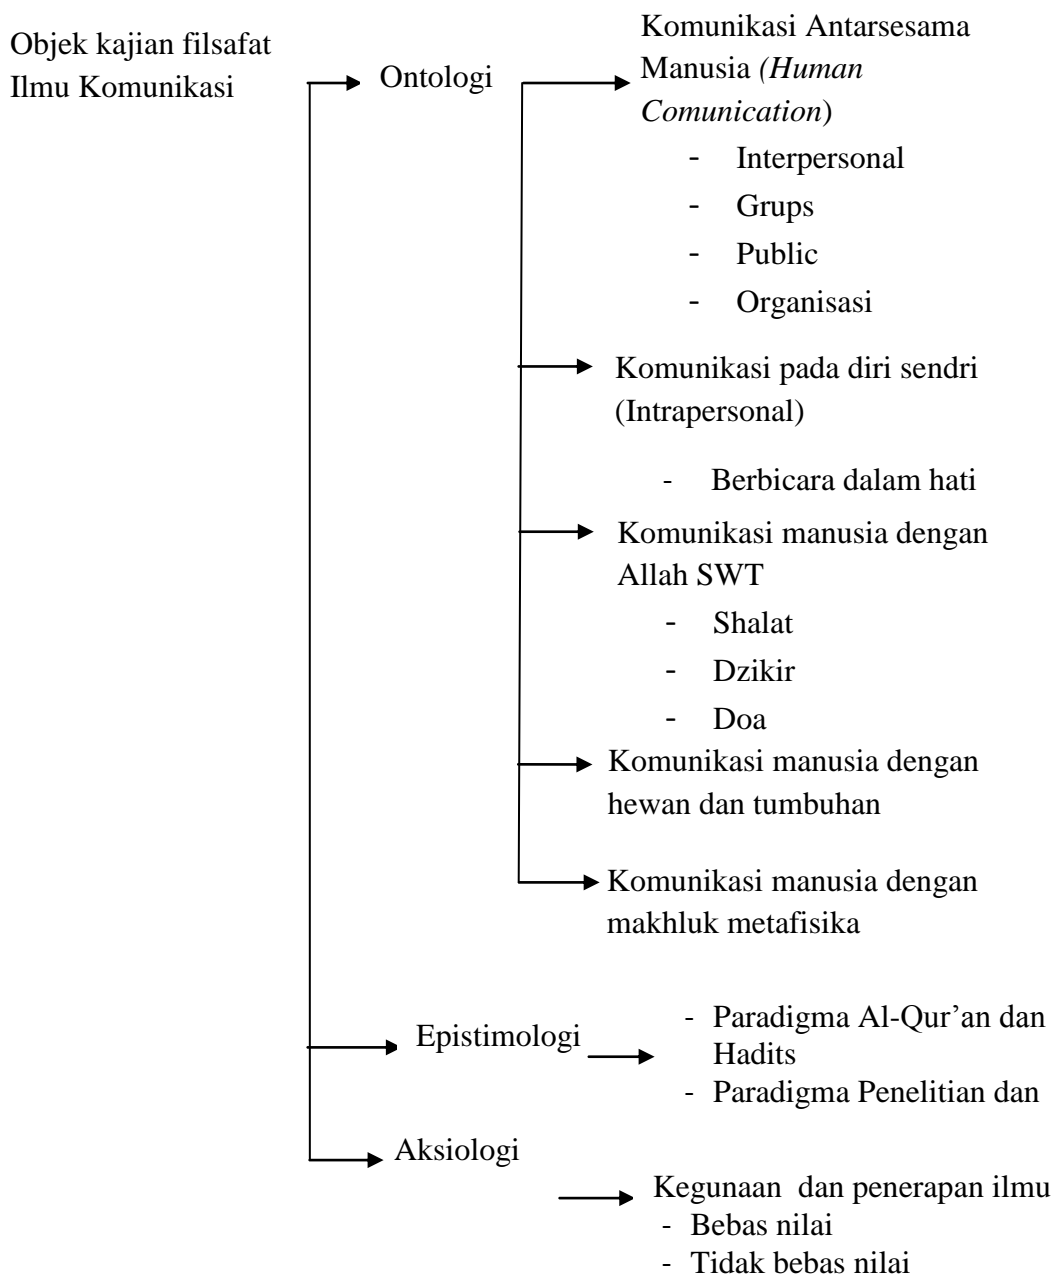 Objek kajian filsafat
Ilmu Komunikasi
Ontologi
Komunikasi Antarsesama
Manusia (Human
Comunication)
- Interpersonal
- Grups
- Public
- Organisasi
Komunikasi pada diri sendri
(Intrapersonal)
- Berbicara dalam hati
Komunikasi manusia dengan
Allah SWT
- Shalat
- Dzikir
- Doa
Komunikasi manusia dengan
hewan dan tumbuhan
Komunikasi manusia dengan
makhluk metafisika
Epistimologi
- Paradigma Al-Qur’an dan
Hadits
- Paradigma Penelitian dan
Aksiologi
Kegunaan dan penerapan ilmu
- Bebas nilai
- Tidak bebas nilai